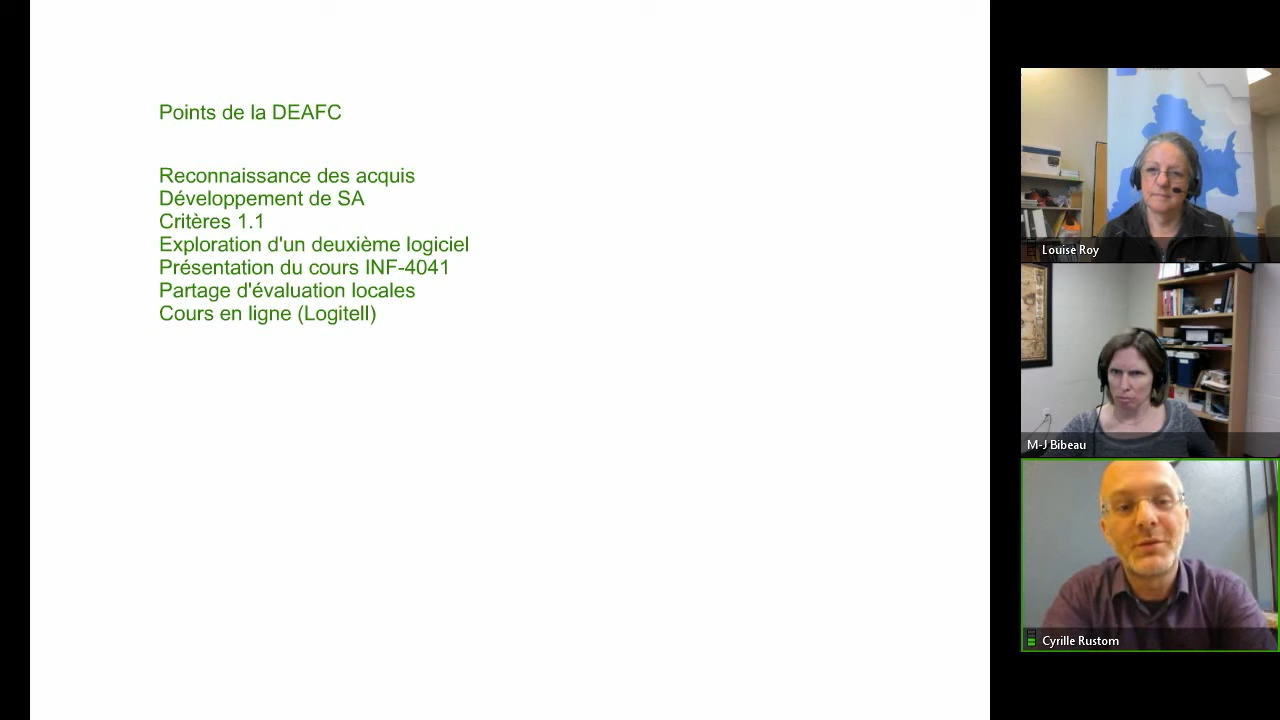 Points de la DEAFC
Reconnaissance des acquis
Développement de SA
Critères 1.1
Exploration d'un deuxième logiciel
Présentation du cours INF-4041
Partage d'évaluation locales
Cours en ligne (Logitell)
Louise Roy
M-J Bibeau
Cyrille Rustom